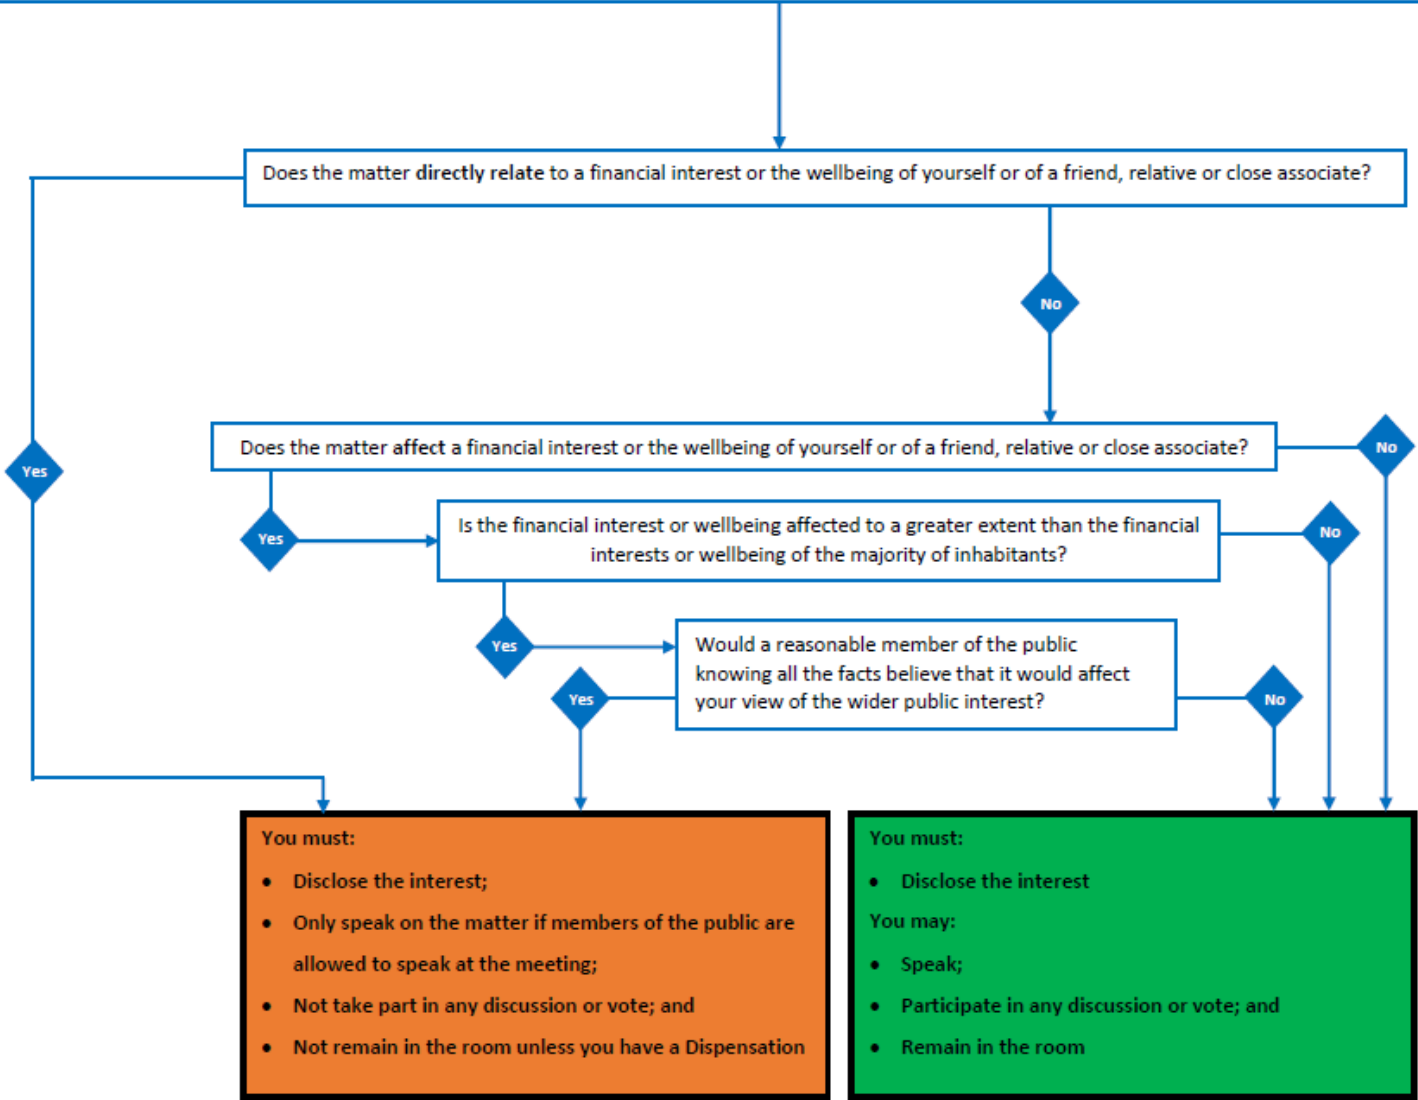 Does the matter directly relate to a financial interest or the wellbeing of yourself or of a friend, relative or close associate?
No
Yes
Does the matter affect a financial interest or the wellbeing of yourself or of a friend, relative or close associate?
No
Yes
Is the financial interest or wellbeing affected to a greater extent than the financial
interests or wellbeing of the majority of inhabitants?
No
Yes
Would a reasonable member of the public
knowing all the facts believe that it would affect
your view of the wider public interest?
Yes
No
You must:
• Disclose the interest;
• Only speak on the matter if members of the public are
allowed to speak at the meeting;
• Not take part in any discussion or vote; and
• Not remain in the room unless you have a Dispensation
You must:
• Disclose the interest
You may:
• Speak;
• Participate in any discussion or vote; and
• Remain in the room